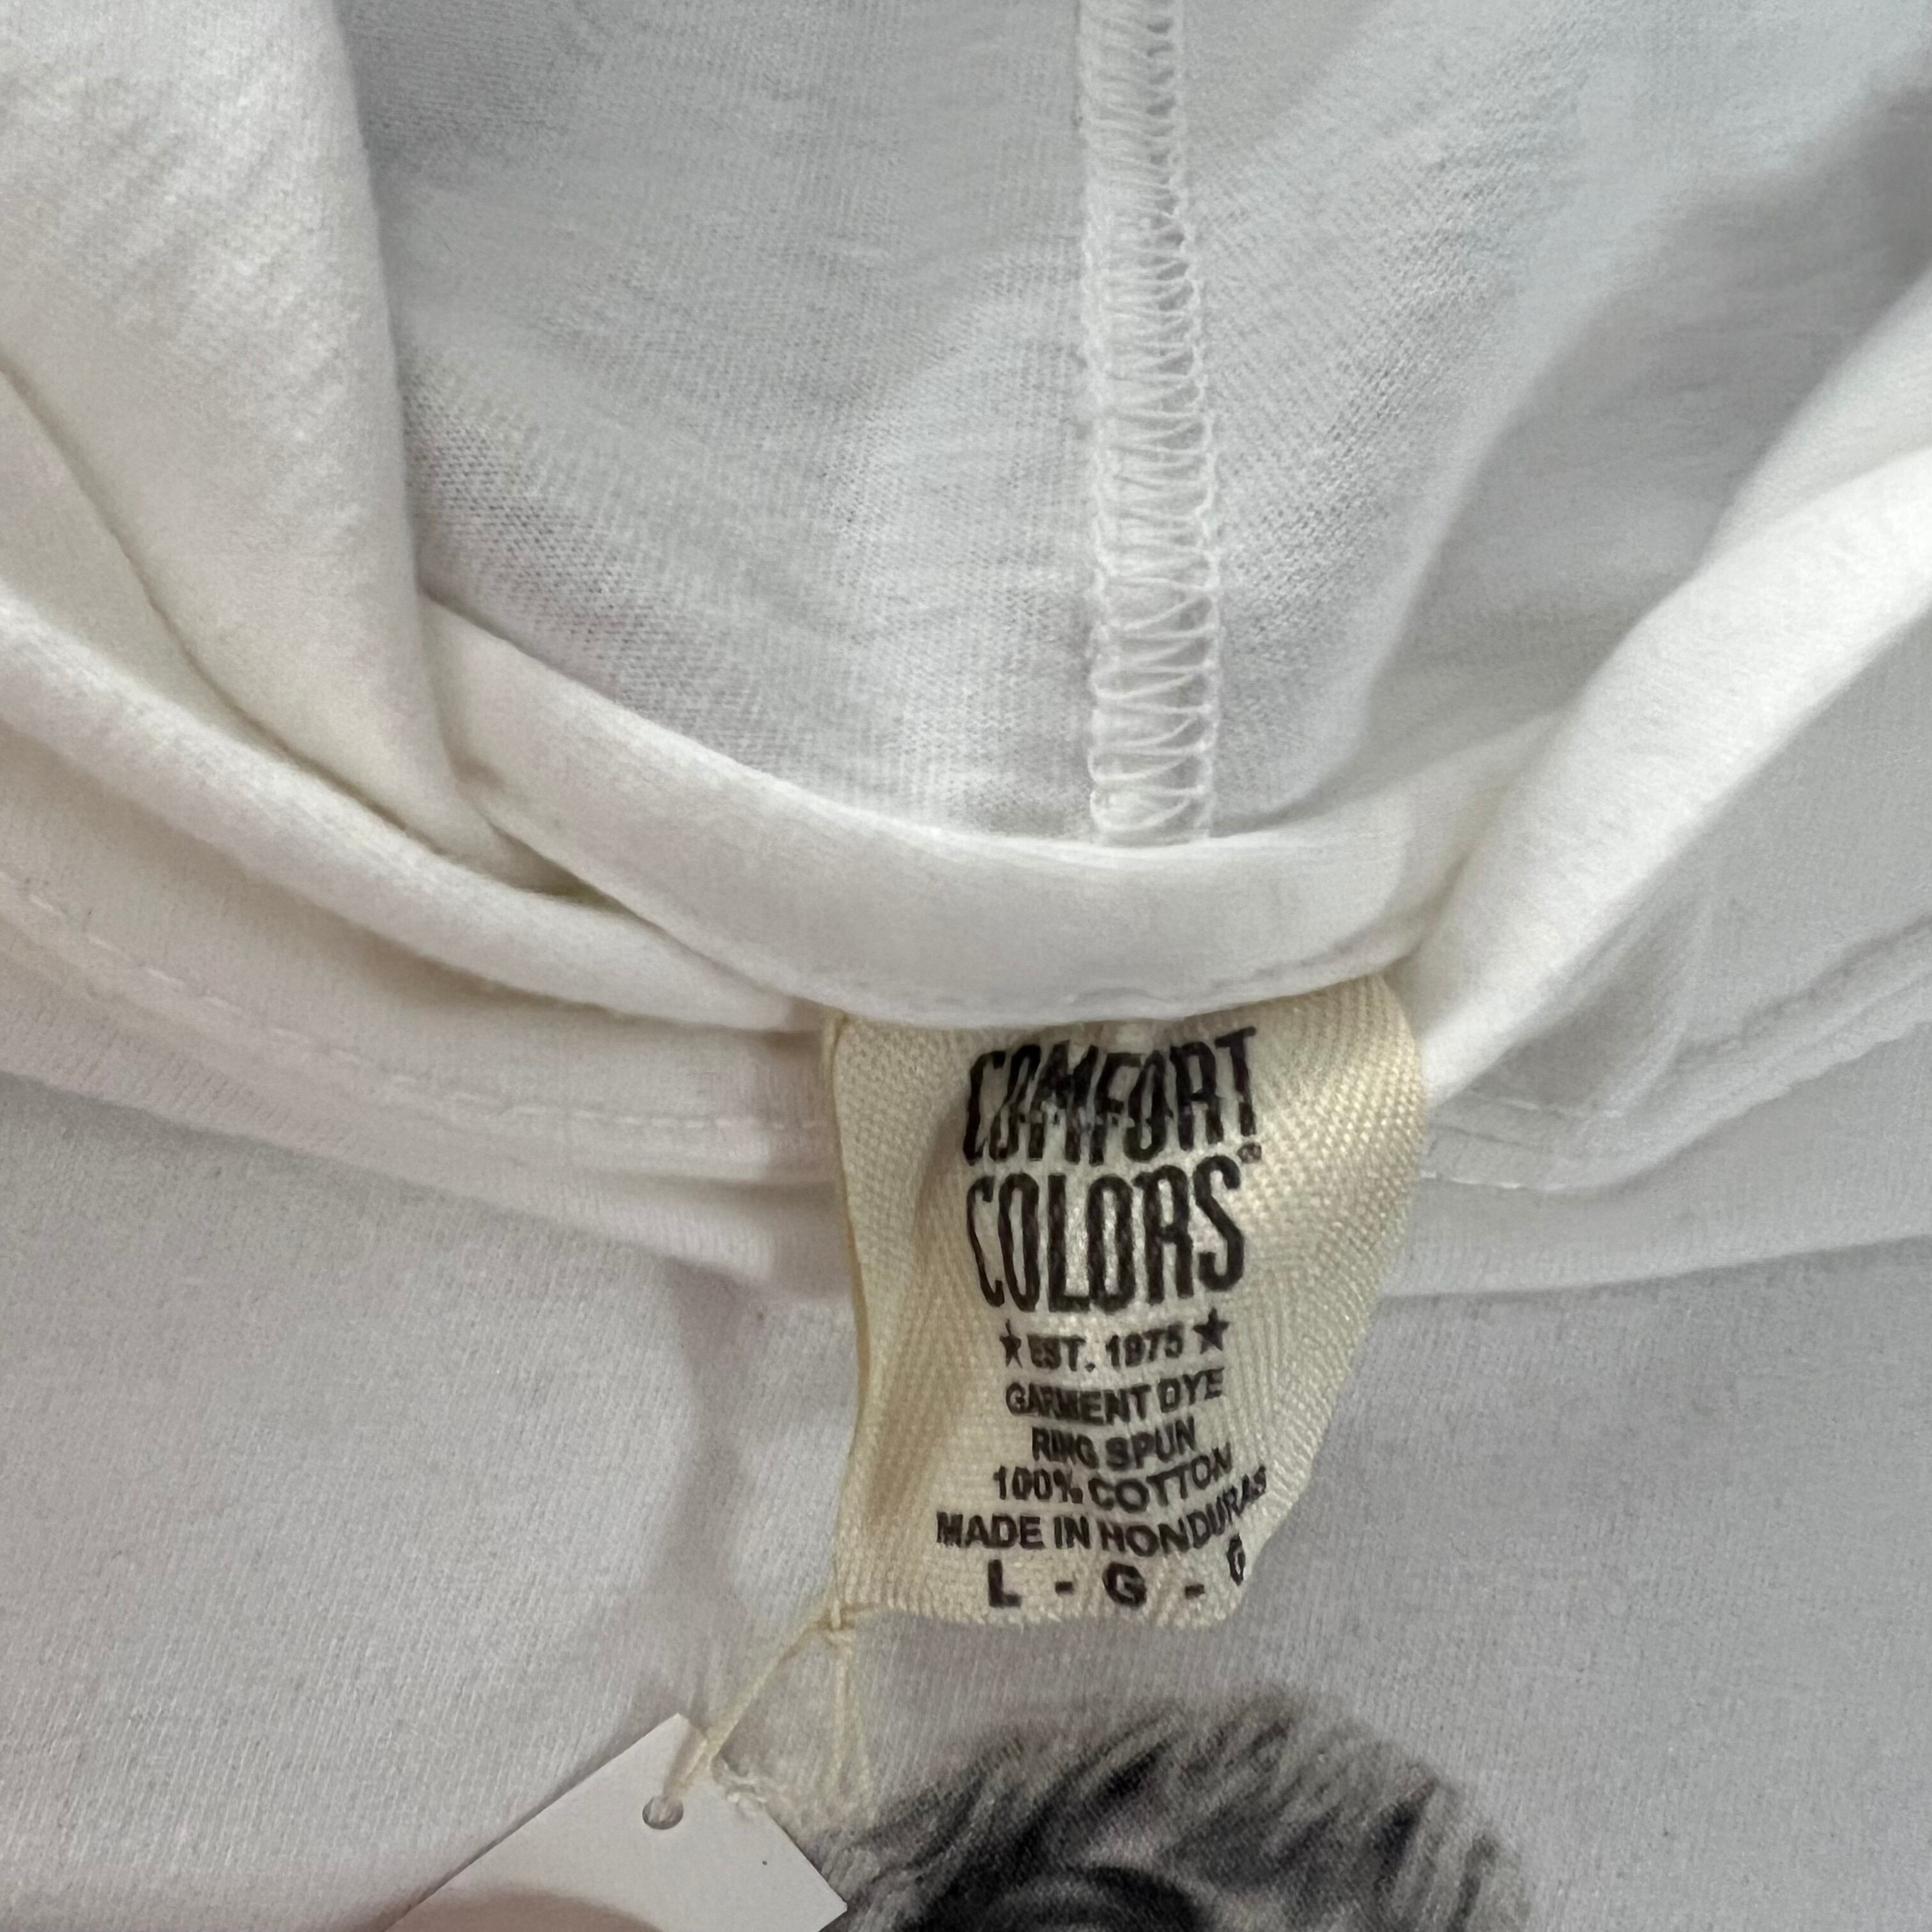 COMFORT
COLORS®
★ EST. 1975 ★
GARMENT DYE
RING SPUN
100% COTTON
MADE IN HONDURAS
L - G - G